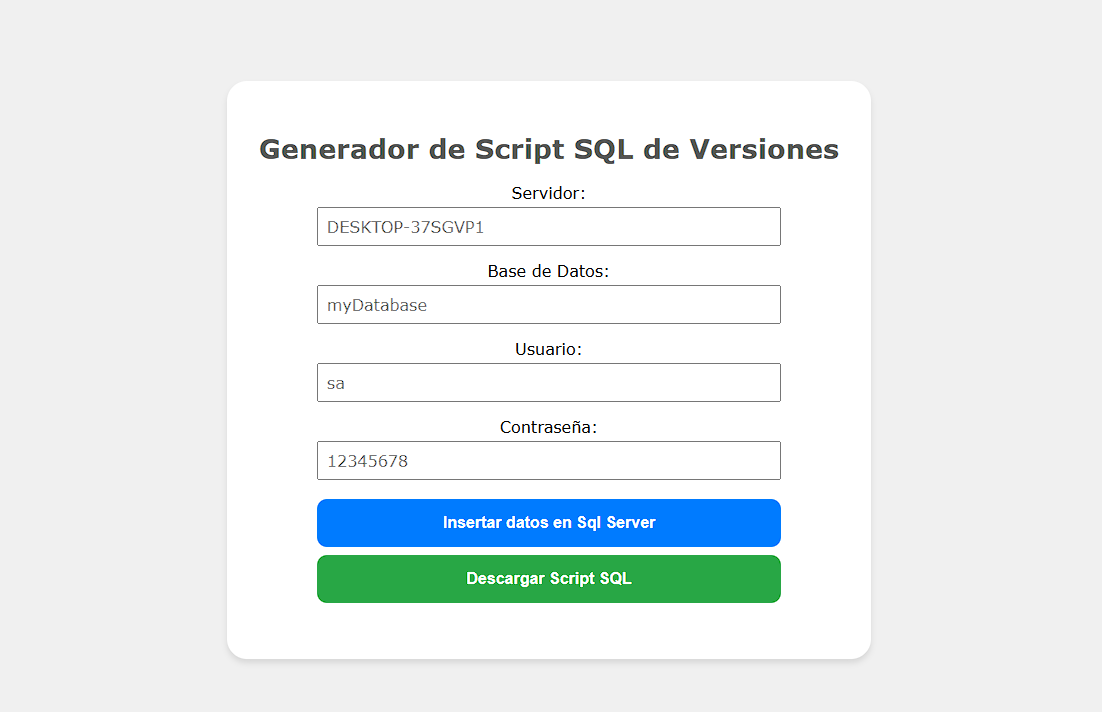 Generador de Script SQL de Versiones
Servidor:
DESKTOP-37SGVP1
Base de Datos:
myDatabase
Usuario:
sa
Contraseña:
12345678
Insertar datos en Sql Server
Descargar Script SQL